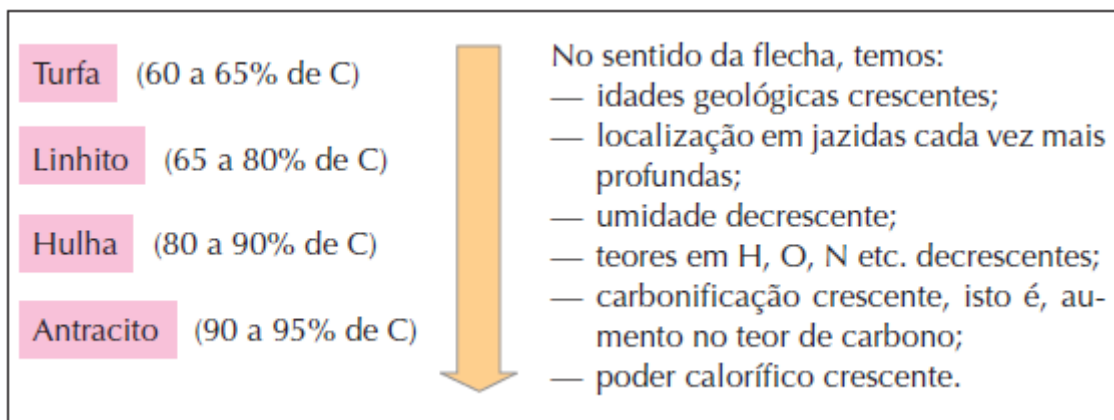 Turfa (60 a 65% de C)
Linhito (65 a 80% de C)
Hulha (80 a 90% de C)
Antracito (90 a 95% de C)
No sentido da flecha, temos:
— idades geológicas crescentes;
— localização em jazidas cada vez mais
profundas;
— umidade decrescente;
— teores em H, O, N etc. decrescentes;
— carbonificação crescente, isto é, au-
mento no teor de carbono;
— poder calorífico crescente.